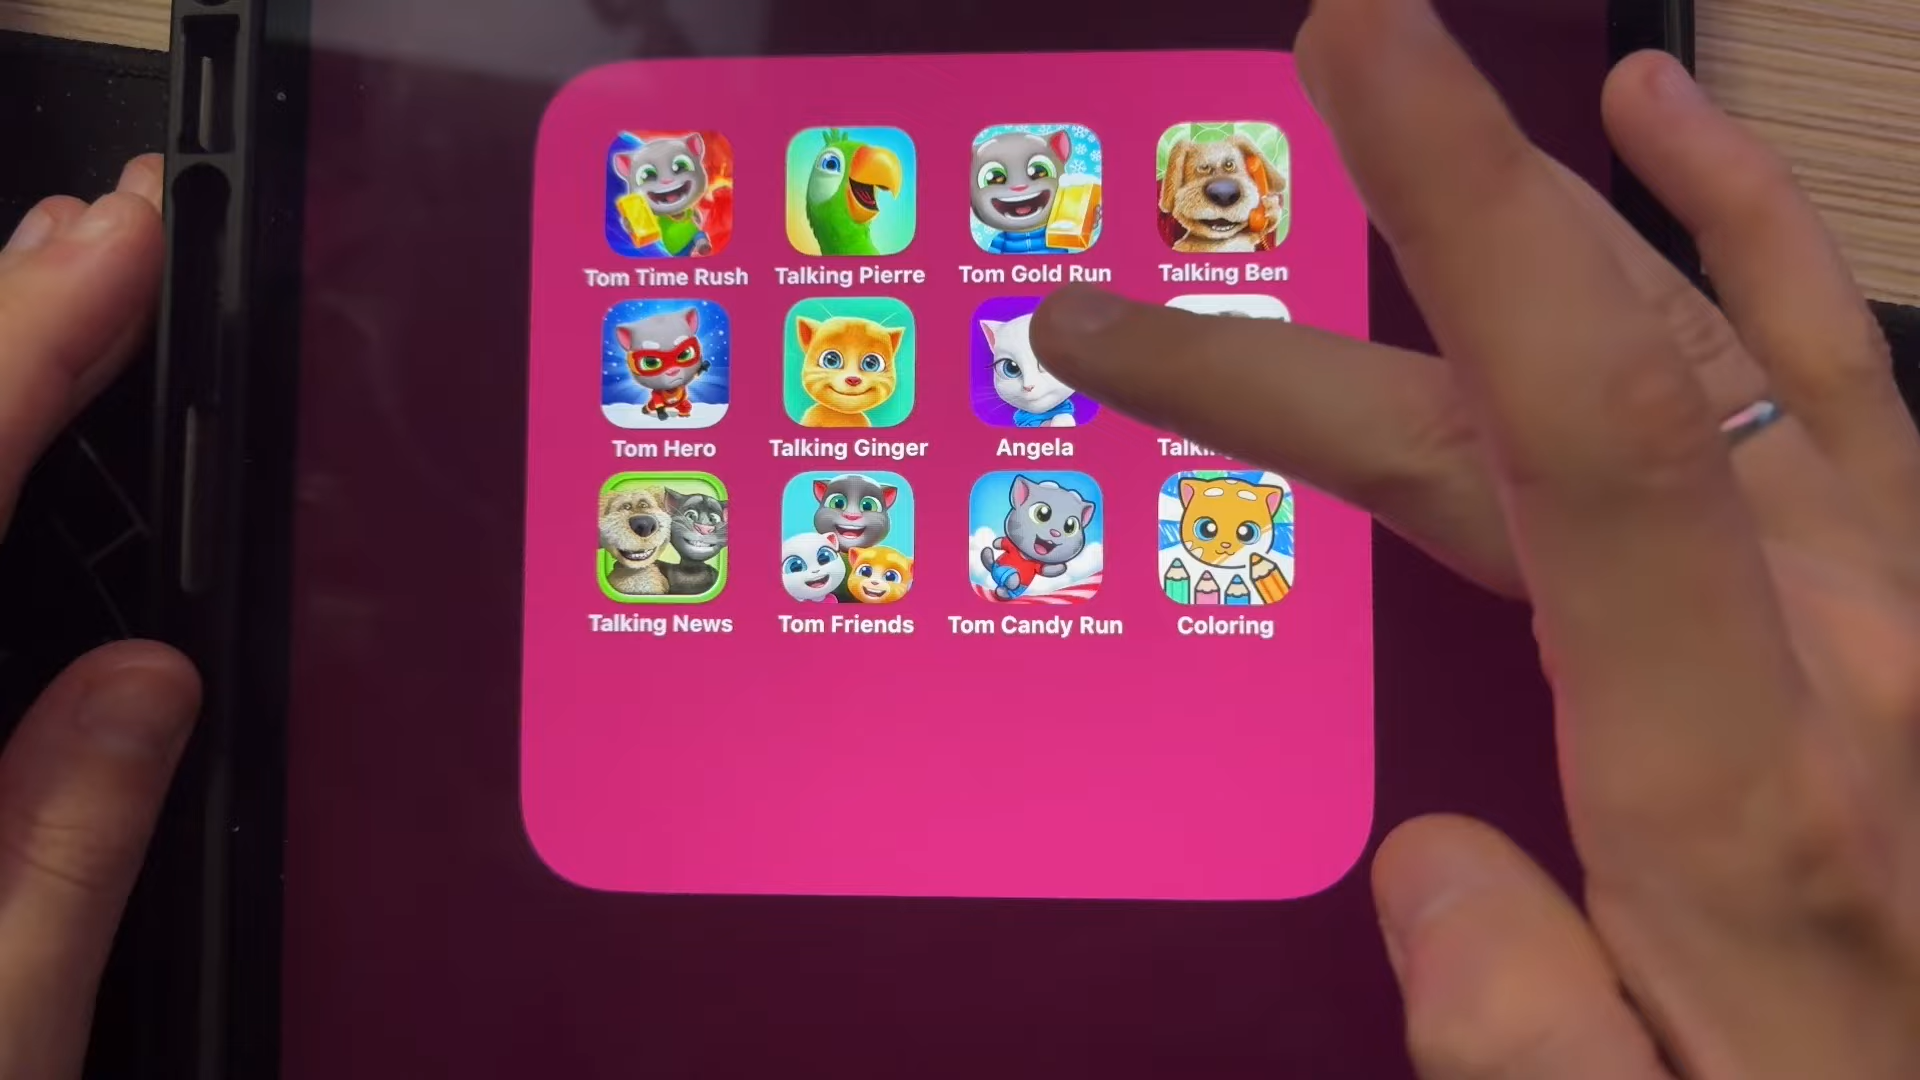 Tom Time Rush
Talking Pierre
Tom Gold Run
Talking Ben
Tom Hero
Talking Ginger
Angela
Talking News
Tom Friends
Tom Candy Run
Coloring